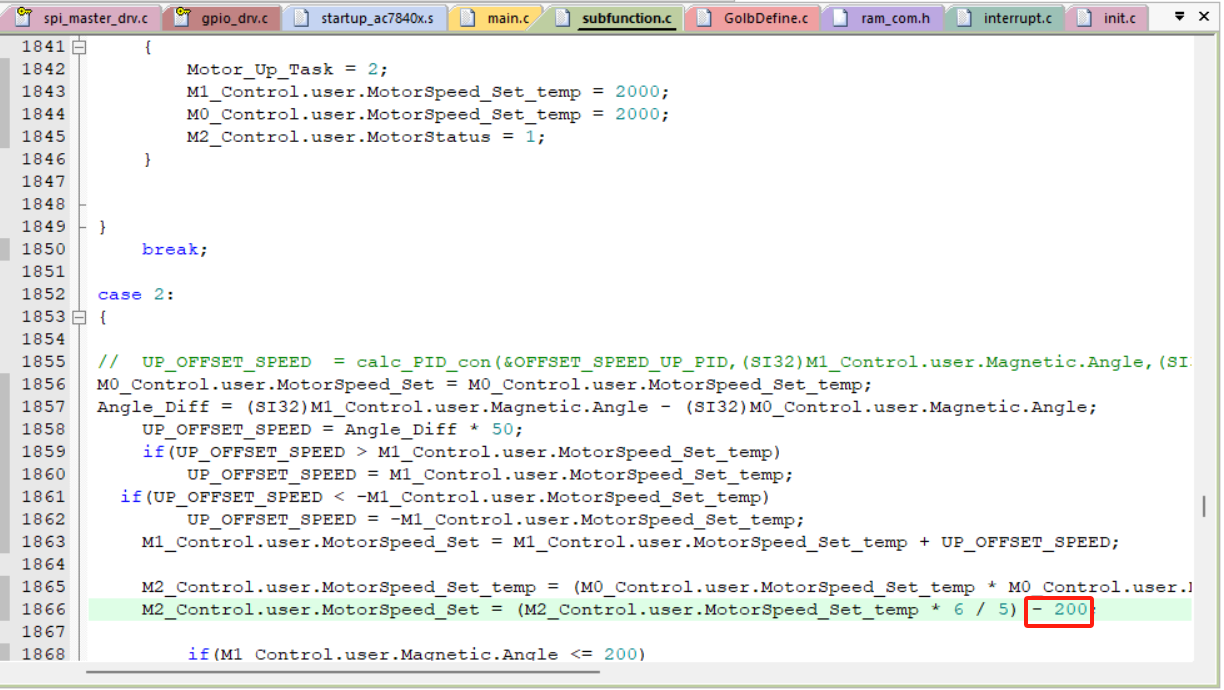 spi_master_drv.c gpio_drv.c startup_ac7840x.s main.c subfunction.c GolbDefine.c ram_com.h interrupt.c init.c
1841 {
1842 Motor_Up_Task = 2;
1843 M1_Control.user.MotorSpeed_Set_temp = 2000;
1844 M0_Control.user.MotorSpeed_Set_temp = 2000;
1845 M2_Control.user.MotorStatus = 1;
1846 }
1847
1848
1849 }
1850 break;
1851
1852 case 2:
1853 {
1854
1855 // UP_OFFSET_SPEED = calc_PID_con(&OFFSET_SPEED_UP_PID,(SI32)M1_Control.user.Magnetic.Angle,(SI
1856 M0_Control.user.MotorSpeed_Set = M0_Control.user.MotorSpeed_Set_temp;
1857 Angle_Diff = (SI32)M1_Control.user.Magnetic.Angle - (SI32)M0_Control.user.Magnetic.Angle;
1858 UP_OFFSET_SPEED = Angle_Diff * 50;
1859 if(UP_OFFSET_SPEED > M1_Control.user.MotorSpeed_Set_temp)
1860 UP_OFFSET_SPEED = M1_Control.user.MotorSpeed_Set_temp;
1861 if(UP_OFFSET_SPEED < -M1_Control.user.MotorSpeed_Set_temp)
1862 UP_OFFSET_SPEED = -M1_Control.user.MotorSpeed_Set_temp;
1863 M1_Control.user.MotorSpeed_Set = M1_Control.user.MotorSpeed_Set_temp + UP_OFFSET_SPEED;
1864
1865 M2_Control.user.MotorSpeed_Set_temp = (M0_Control.user.MotorSpeed_Set_temp * M0_Control.user.
1866 M2_Control.user.MotorSpeed_Set = (M2_Control.user.MotorSpeed_Set_temp * 6 / 5) - 200;
1867
1868 if(M1_Control.user.Magnetic.Angle <= 200)